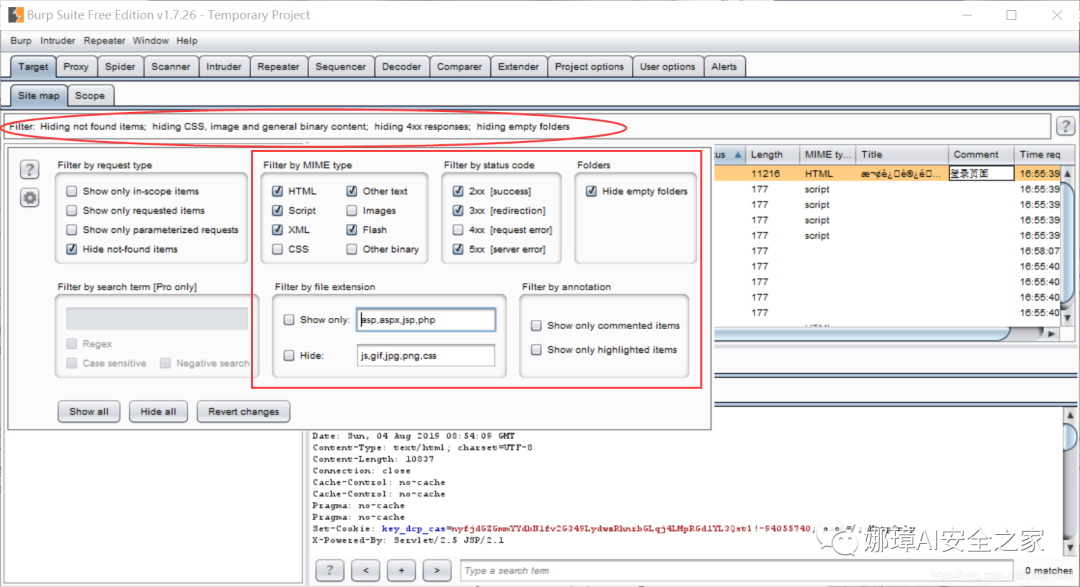 Burp Suite Free Edition v1.7.26 - Temporary Project
Burp Intruder Repeater Window Help
Target Proxy Spider Scanner Intruder Repeater Sequencer Decoder Comparer Extender Project options User options Alerts
Site map Scope
Filter: Hiding not found items; hiding CSS, image and general binary content; hiding 4xx responses; hiding empty folders ?
? Filter by request type Filter by MIME type Filter by status code Folders
Show only in-scope items HTML Other text 2xx [success] Hide empty folders
Show only requested items Script Images 3xx [redirection]
Show only parameterized requests XML Flash 4xx [request error]
Hide not-found items CSS Other binary 5xx [server error]
Filter by search term [Pro only] Filter by file extension Filter by annotation
Show only: asp,aspx,jsp,php Show only commented items
Regex
Case sensitive Negative search Hide: js,gif,jpg,png,css Show only highlighted items
Show all Hide all Revert changes
tus Length MIME ty... Title Comment Time req
11216 HTML 登录页面 16:55:39
177 script 16:55:39
177 script 16:55:39
177 script 16:55:39
177 script 16:55:39
177 16:58:07
177 16:55:40
177 16:55:40
177 16:55:40
177 16:55:40
Date: Sun, 04 Aug 2019 08:54:09 GMT
Content-Type: text/html; charset=UTF-8
Content-Length: 10837
Connection: close
Cache-Control: no-cache
Cache-Control: no-cache
Pragma: no-cache
Pragma: no-cache
Set-Cookie:
X-Powered-By: Servlet/2.5 JSP/2.1
娜璋AI安全之家
? < + > Type a search term 0 matches